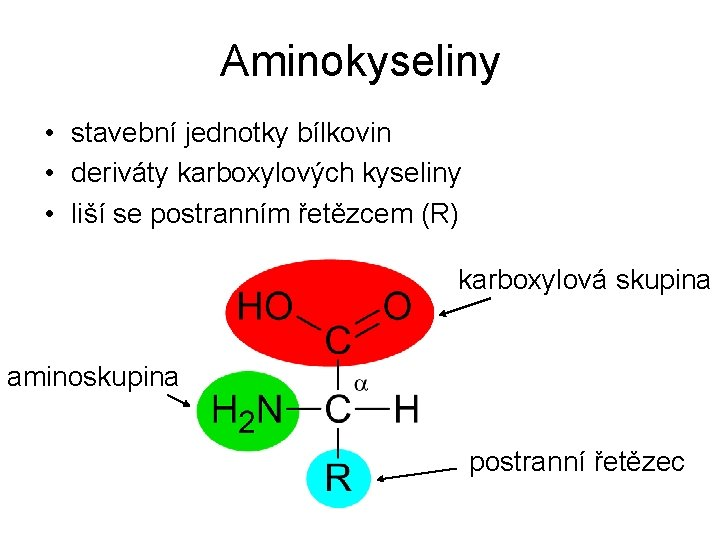 Aminokyseliny
• stavební jednotky bílkovin
• deriváty karboxylových kyseliny
• liší se postranním řetězcem (R)
karboxylová skupina
HO O
C
aminoskupina
α
H2N C H
R
postranní řetězec